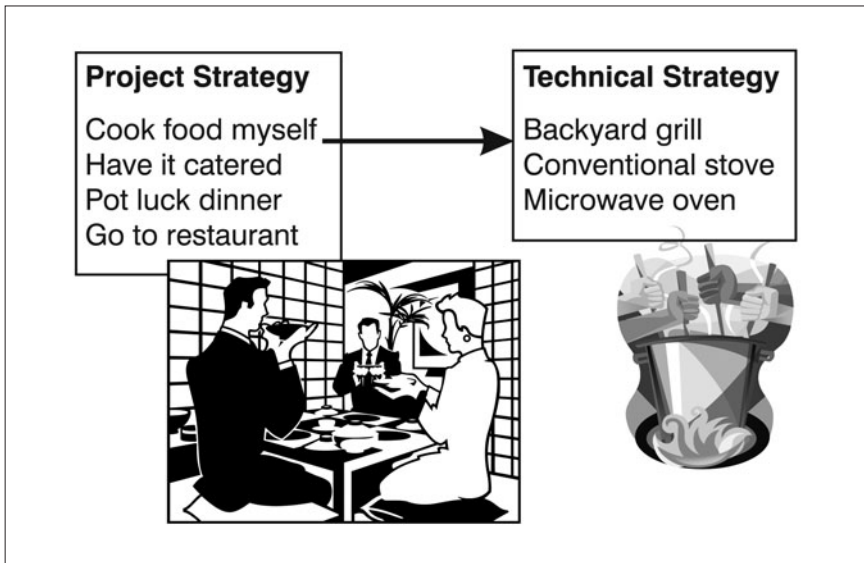 Project Strategy
Cook food myself
Have it catered
Pot luck dinner
Go to restaurant
Technical Strategy
Backyard grill
Conventional stove
Microwave oven